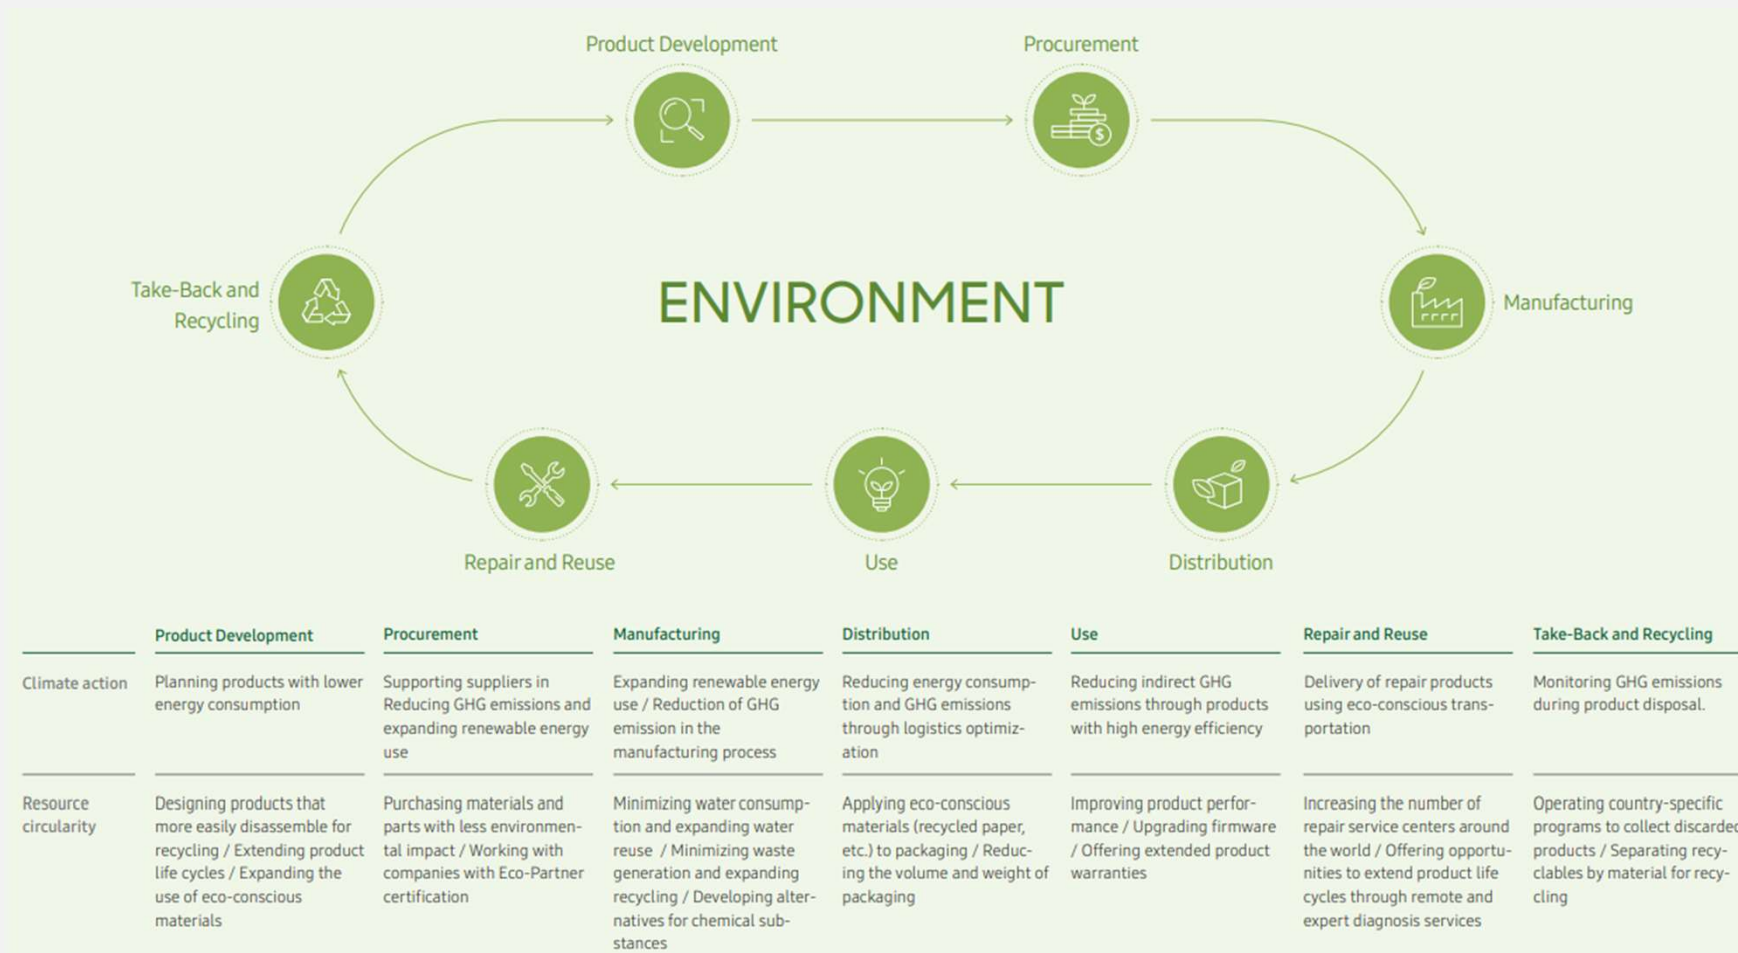 Product Development
Procurement
Take-Back and
Recycling
ENVIRONMENT
Manufacturing
Repair and Reuse
Use
Distribution
Product Development
Procurement
Manufacturing
Distribution
Use
Repair and Reuse
Take-Back and Recycling
Climate action
Planning products with lower
energy consumption
Supporting suppliers in
Reducing GHG emissions and
expanding renewable energy
use
Expanding renewable energy
use / Reduction of GHG
emission in the
manufacturing process
Reducing energy consump-
tion and GHG emissions
through logistics optimiz-
ation
Reducing indirect GHG
emissions through products
with high energy efficiency
Delivery of repair products
using eco-conscious trans-
portation
Monitoring GHG emissions
during product disposal.
Resource
circularity
Designing products that
more easily disassemble for
recycling / Extending product
life cycles / Expanding the
use of eco-conscious
materials
Purchasing materials and
parts with less environmen-
tal impact / Working with
companies with Eco-Partner
certification
Minimizing water consump-
tion and expanding water
reuse / Minimizing waste
generation and expanding
recycling / Developing alter-
natives for chemical sub-
stances
Applying eco-conscious
materials (recycled paper,
etc.) to packaging / Reduc-
ing the volume and weight of
packaging
Improving product perfor-
mance / Upgrading firmware
/ Offering extended product
warranties
Increasing the number of
repair service centers around
the world / Offering opportu-
nities to extend product life
cycles through remote and
expert diagnosis services
Operating country-specific
programs to collect discarded
products / Separating recy-
clables by material for recy-
cling